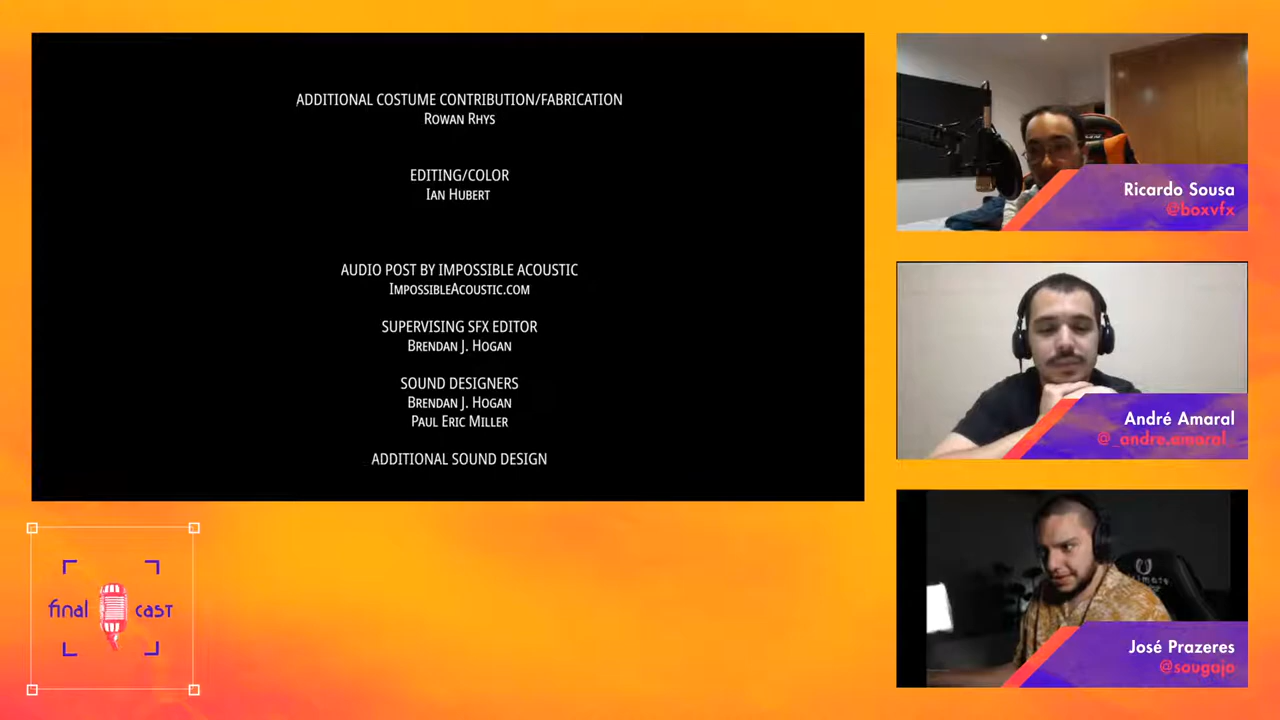 ADDITIONAL COSTUME CONTRIBUTION/FABRICATION
Rowan Rhys
EDITING/COLOR
Ian Hubert
AUDIO POST BY IMPOSSIBLE ACOUSTIC
ImpossibleAcoustic.com
SUPERVISING SFX EDITOR
Brendan J. Hogan
SOUND DESIGNERS
Brendan J. Hogan
Paul Eric Miller
ADDITIONAL SOUND DESIGN
Ricardo Sousa
@boxvfx
André Amaral
@_andre.amaral_
José Prazeres
@saugajo
final cast